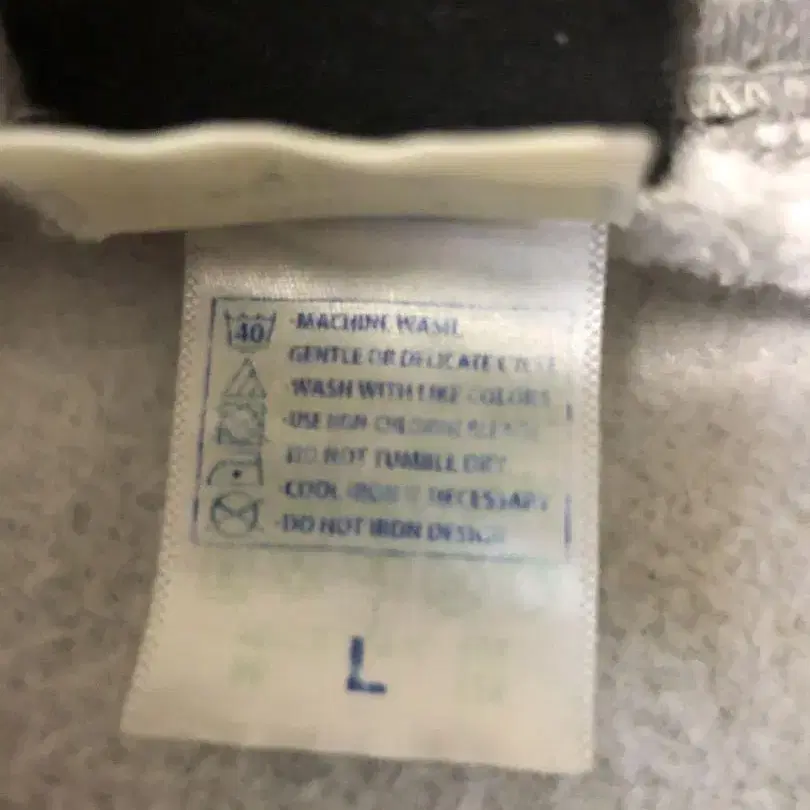 40
-MACHINE WASH.
GENTLE OR DELICATE CYCLE
-WASH WITH LIKE COLORS
-USE NON CHLORINE BLEACH
DO NOT TUMBLE DRY
-COOL IRON IF NECESSARY
-DO NOT IRON DESIGN
L